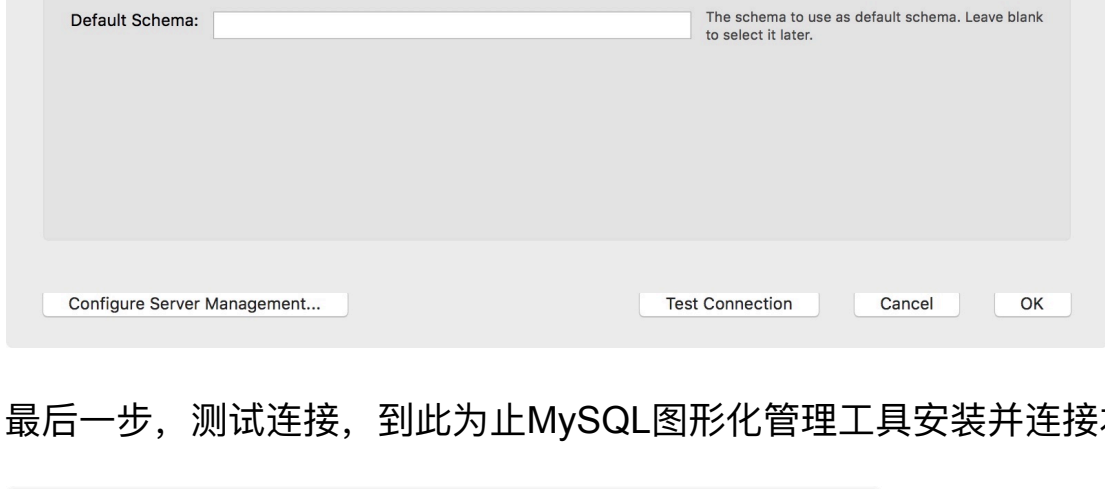 Default Schema:
The schema to use as default schema. Leave blank
to select it later.
Configure Server Management...
Test Connection
Cancel
OK
最后一步，测试连接，到此为止MySQL图形化管理工具安装并连接